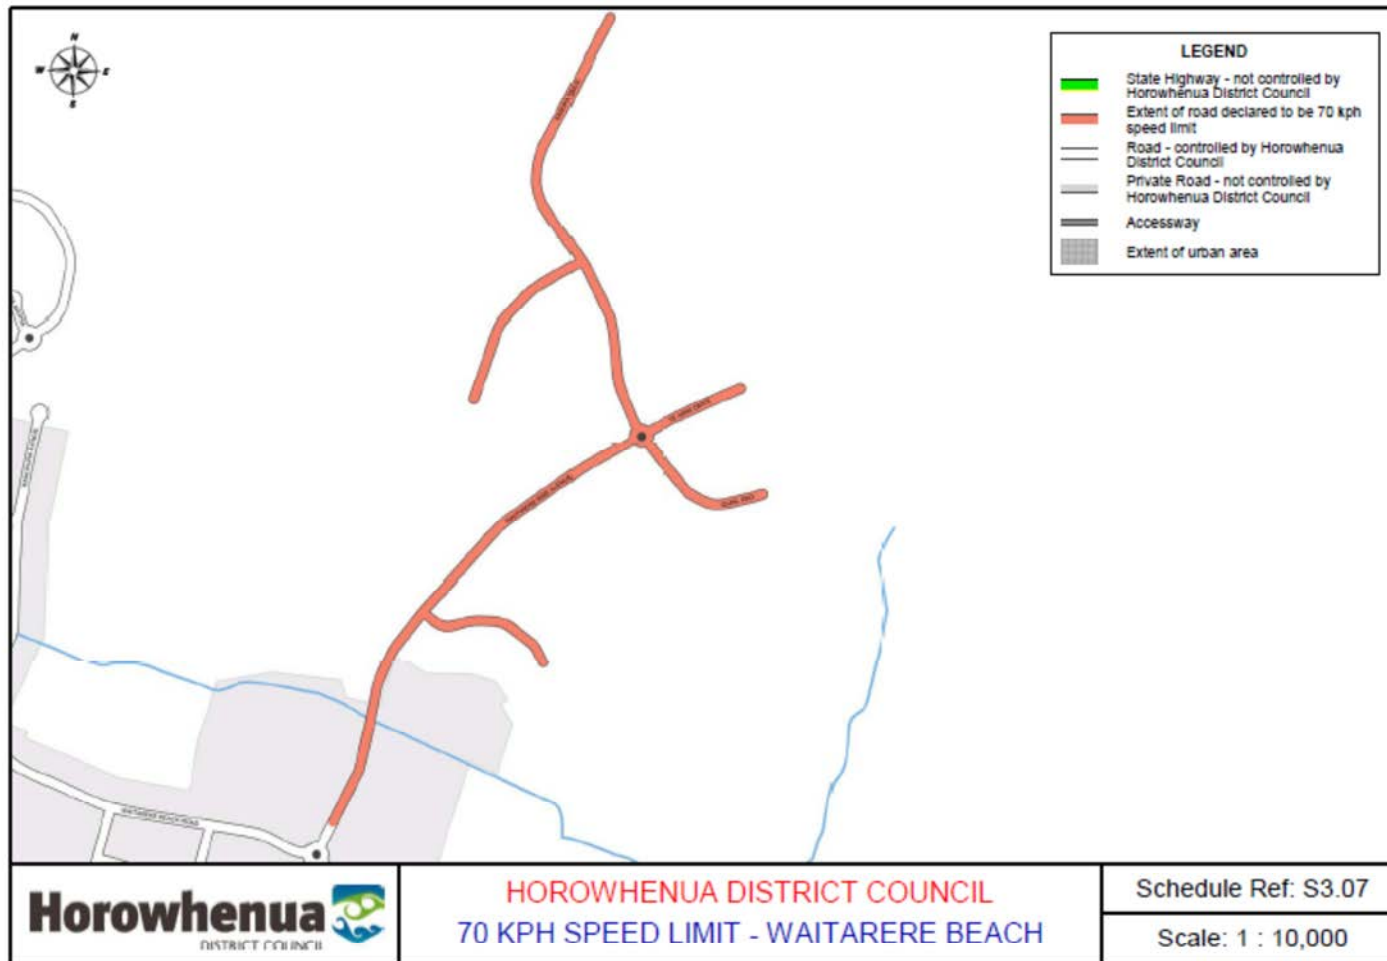 N
W
E
S
LEGEND
State Highway - not controlled by
Horowhenua District Council
Extent of road declared to be 70 kph
speed limit
Road - controlled by Horowhenua
District Council
Private Road - not controlled by
Horowhenua District Council
Accessway
Extent of urban area
WAITARERE BEACH ROAD
Horowhenua
DISTRICT COUNCIL
HOROWHENUA DISTRICT COUNCIL
70 KPH SPEED LIMIT - WAITARERE BEACH
Schedule Ref: S3.07
Scale: 1 : 10,000